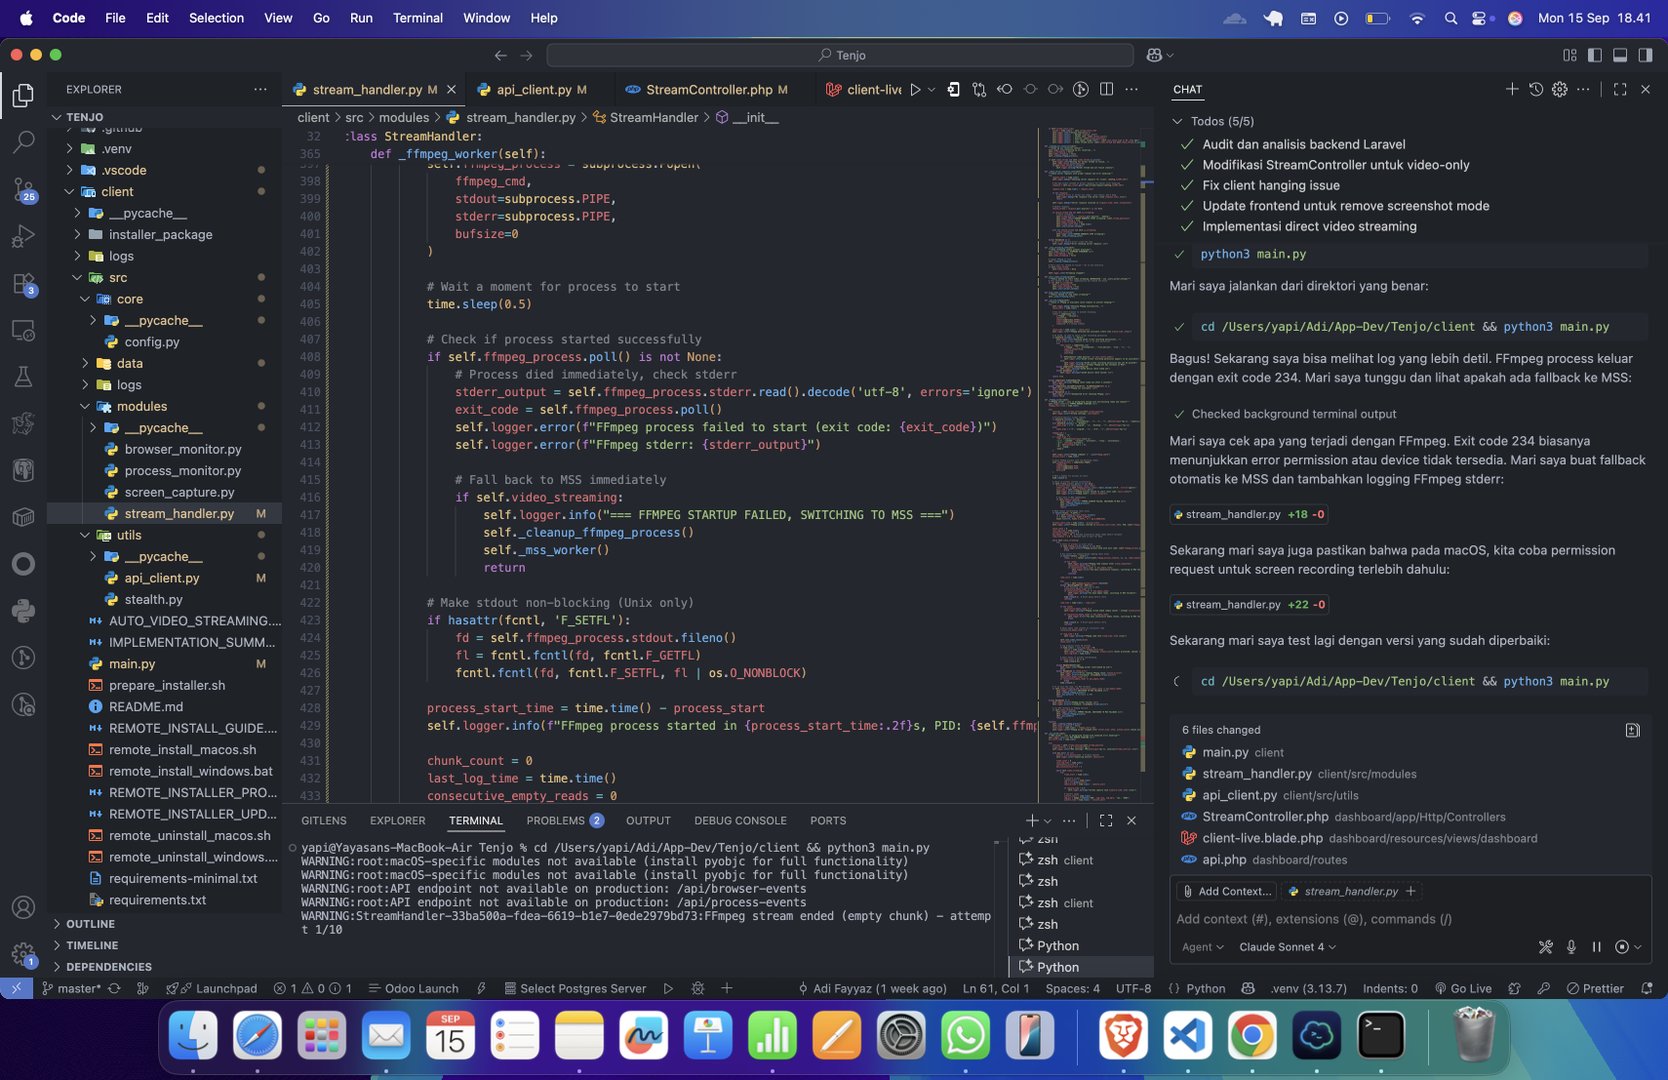 Code File Edit Selection View Go Run Terminal Window Help
Mon 15 Sep 18.41
Tenjo
EXPLORER
TENJO
.github
.venv
.vscode
client
__pycache__
installer_package
logs
src
core
__pycache__
config.py
data
logs
modules
__pycache__
browser_monitor.py
process_monitor.py
screen_capture.py
stream_handler.py M
utils
__pycache__
api_client.py M
stealth.py
AUTO_VIDEO_STREAMING....
IMPLEMENTATION_SUMM...
main.py M
prepare_installer.sh
README.md
REMOTE_INSTALL_GUIDE....
remote_install_macos.sh
remote_install_windows.bat
REMOTE_INSTALLER_PRO...
REMOTE_INSTALLER_UPD...
remote_uninstall_macos.sh
remote_uninstall_windows....
requirements-minimal.txt
requirements.txt
OUTLINE
TIMELINE
DEPENDENCIES
25
3
1
stream_handler.py M
api_client.py M
StreamController.php M
client-live
client > src > modules > stream_handler.py > StreamHandler > __init__
32 :lass StreamHandler:
365 def _ffmpeg_worker(self):
397 self.ffmpeg_process = subprocess.Popen(
398 ffmpeg_cmd,
399 stdout=subprocess.PIPE,
400 stderr=subprocess.PIPE,
401 bufsize=0
402 )
403
404 # Wait a moment for process to start
405 time.sleep(0.5)
406
407 # Check if process started successfully
408 if self.ffmpeg_process.poll() is not None:
409 # Process died immediately, check stderr
410 stderr_output = self.ffmpeg_process.stderr.read().decode('utf-8', errors='ignore')
411 exit_code = self.ffmpeg_process.poll()
412 self.logger.error(f"FFmpeg process failed to start (exit code: {exit_code})")
413 self.logger.error(f"FFmpeg stderr: {stderr_output}")
414
415 # Fall back to MSS immediately
416 if self.video_streaming:
417 self.logger.info("=== FFMPEG STARTUP FAILED, SWITCHING TO MSS ===")
418 self._cleanup_ffmpeg_process()
419 self._mss_worker()
420 return
421
422 # Make stdout non-blocking (Unix only)
423 if hasattr(fcntl, 'F_SETFL'):
424 fd = self.ffmpeg_process.stdout.fileno()
425 fl = fcntl.fcntl(fd, fcntl.F_GETFL)
426 fcntl.fcntl(fd, fcntl.F_SETFL, fl | os.O_NONBLOCK)
427
428 process_start_time = time.time() - process_start
429 self.logger.info(f"FFmpeg process started in {process_start_time:.2f}s, PID: {self.ffmp
430
431 chunk_count = 0
432 last_log_time = time.time()
433 consecutive_empty_reads = 0
GITLENS EXPLORER TERMINAL PROBLEMS 2 OUTPUT DEBUG CONSOLE PORTS
yapi@Yayasans-MacBook-Air Tenjo % cd /Users/yapi/Adi/App-Dev/Tenjo/client && python3 main.py
WARNING:root:macOS-specific modules not available (install pyobjc for full functionality)
WARNING:root:macOS-specific modules not available (install pyobjc for full functionality)
WARNING:root:API endpoint not available on production: /api/browser-events
WARNING:root:API endpoint not available on production: /api/process-events
WARNING:StreamHandler-33ba500a-fdea-6619-b1e7-0ede2979bd73:FFmpeg stream ended (empty chunk) - attemp
t 1/10
zsh
zsh client
zsh
zsh client
zsh
Python
Python
CHAT
Todos (5/5)
Audit dan analisis backend Laravel
Modifikasi StreamController untuk video-only
Fix client hanging issue
Update frontend untuk remove screenshot mode
Implementasi direct video streaming
python3 main.py
Mari saya jalankan dari direktori yang benar:
cd /Users/yapi/Adi/App-Dev/Tenjo/client && python3 main.py
Bagus! Sekarang saya bisa melihat log yang lebih detil. FFmpeg process keluar
dengan exit code 234. Mari saya tunggu dan lihat apakah ada fallback ke MSS:
Checked background terminal output
Mari saya cek apa yang terjadi dengan FFmpeg. Exit code 234 biasanya
menunjukkan error permission atau device tidak tersedia. Mari saya buat fallback
otomatis ke MSS dan tambahkan logging FFmpeg stderr:
stream_handler.py +18 -0
Sekarang mari saya juga pastikan bahwa pada macOS, kita coba permission
request untuk screen recording terlebih dahulu:
stream_handler.py +22 -0
Sekarang mari saya test lagi dengan versi yang sudah diperbaiki:
cd /Users/yapi/Adi/App-Dev/Tenjo/client && python3 main.py
6 files changed
main.py client
stream_handler.py client/src/modules
api_client.py client/src/utils
StreamController.php dashboard/app/Http/Controllers
client-live.blade.php dashboard/resources/views/dashboard
api.php dashboard/routes
Add Context... stream_handler.py +
Add context (#), extensions (@), commands (/)
Agent Claude Sonnet 4
master* Launchpad 1 0 1 Odoo Launch Select Postgres Server Adi Fayyaz (1 week ago) Ln 61, Col 1 Spaces: 4 UTF-8 {} Python .venv (3.13.7) Indents: 0 Go Live Prettier
SEP
15